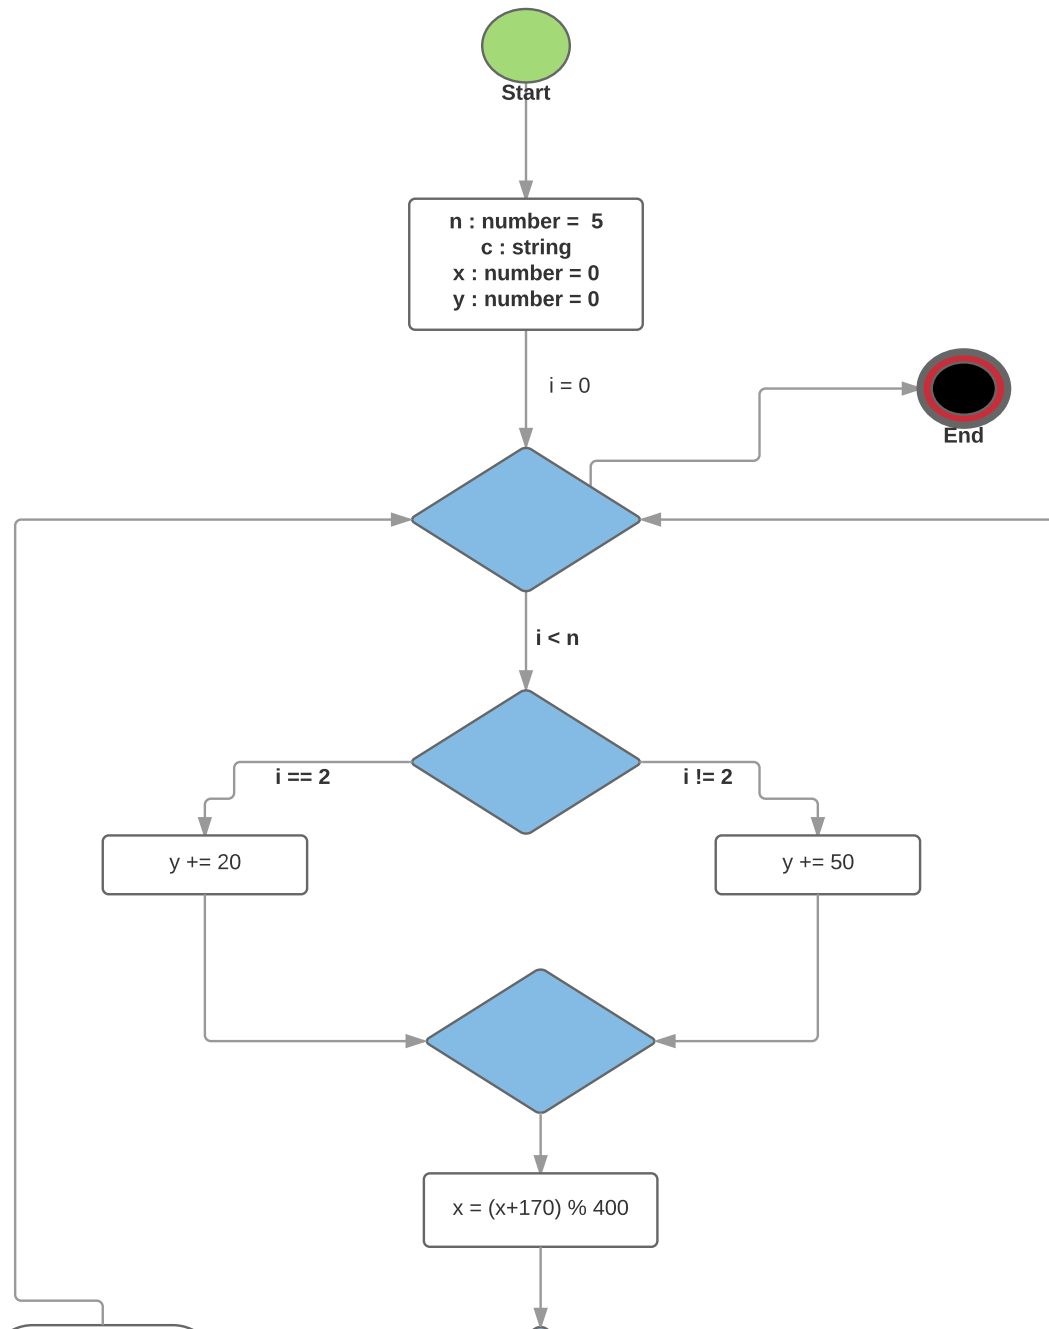 Start
n : number =  5
c : string
x : number = 0
y : number = 0
i = 0
End
i < n
i == 2
i != 2
y += 20
y += 50
x = (x+170) % 400